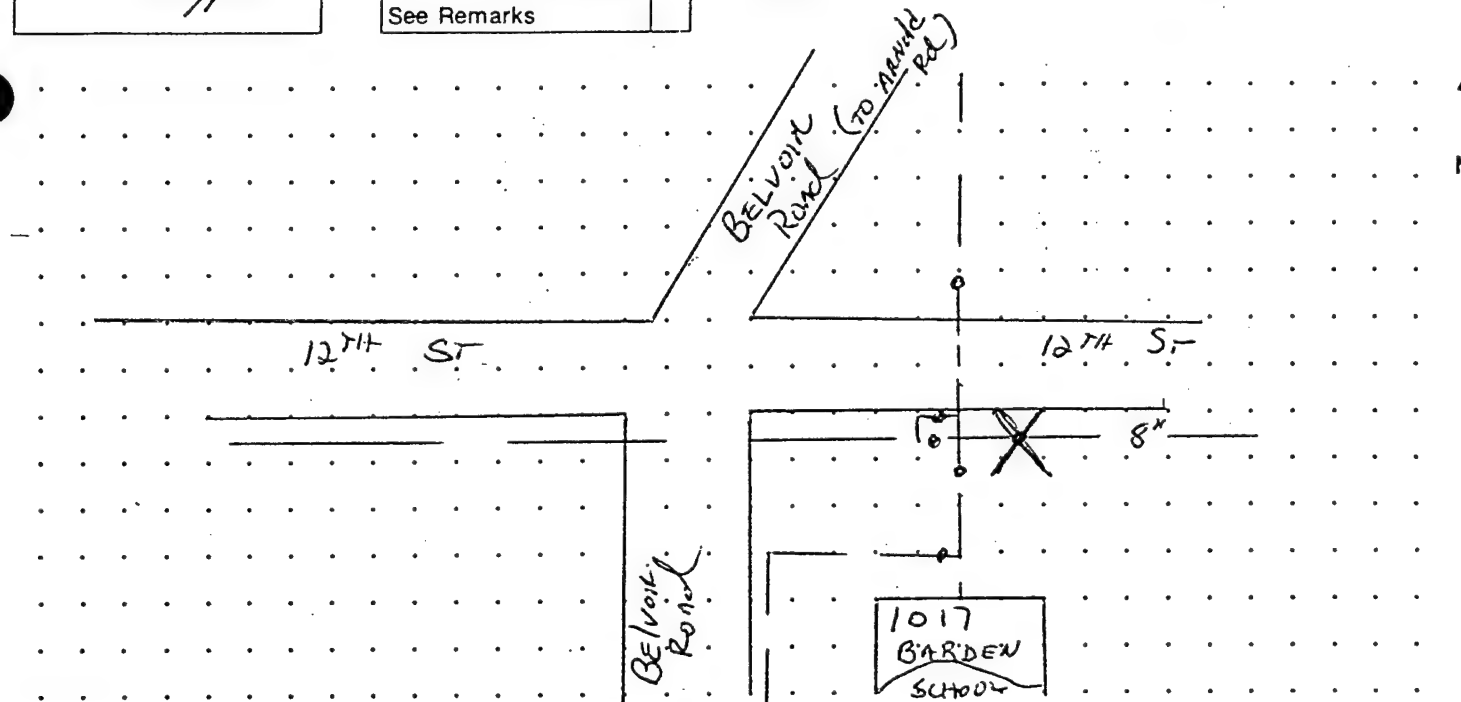 See Remarks
BELVOIR
Road
(TO ARNOLD
Rd)
12TH ST
12TH ST
8"
BElvoir
Road
1017
BARDEN
SCHOOL